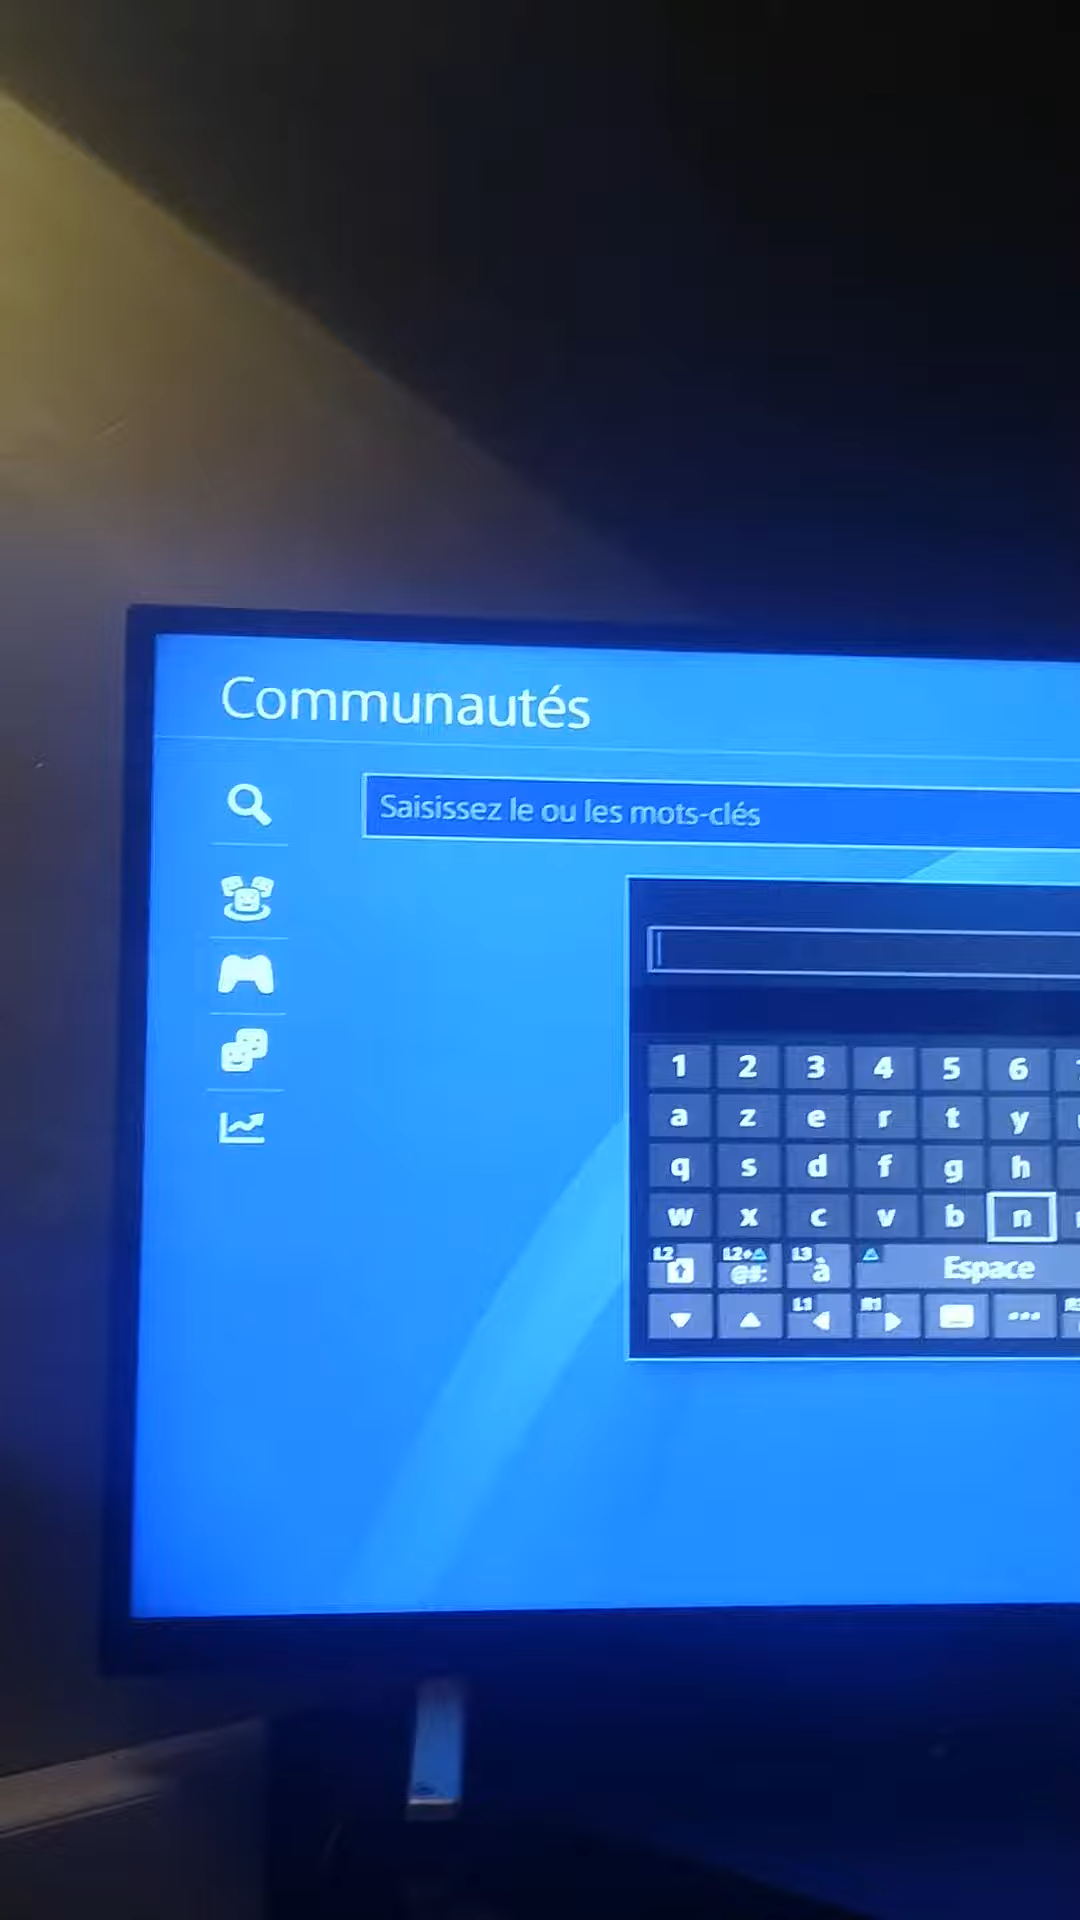 Communautés
Saisissez le ou les mots-clés
1 2 3 4 5 6
a z e r t y
q s d f g h
w x c v b n
L2 L2+△ @#: L3 à △ Espace
L1 R1 ...